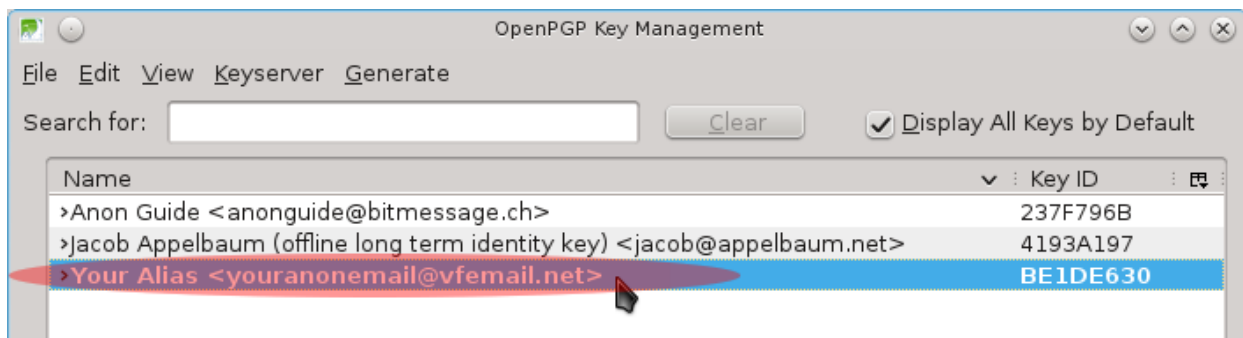 OpenPGP Key Management
File Edit View Keyserver Generate
Search for: Clear Display All Keys by Default
Name Key ID
Anon Guide <anonguide@bitmessage.ch> 237F796B
Jacob Appelbaum (offline long term identity key) <jacob@appelbaum.net> 4193A197
Your Alias <youranonemail@vfemail.net> BE1DE630